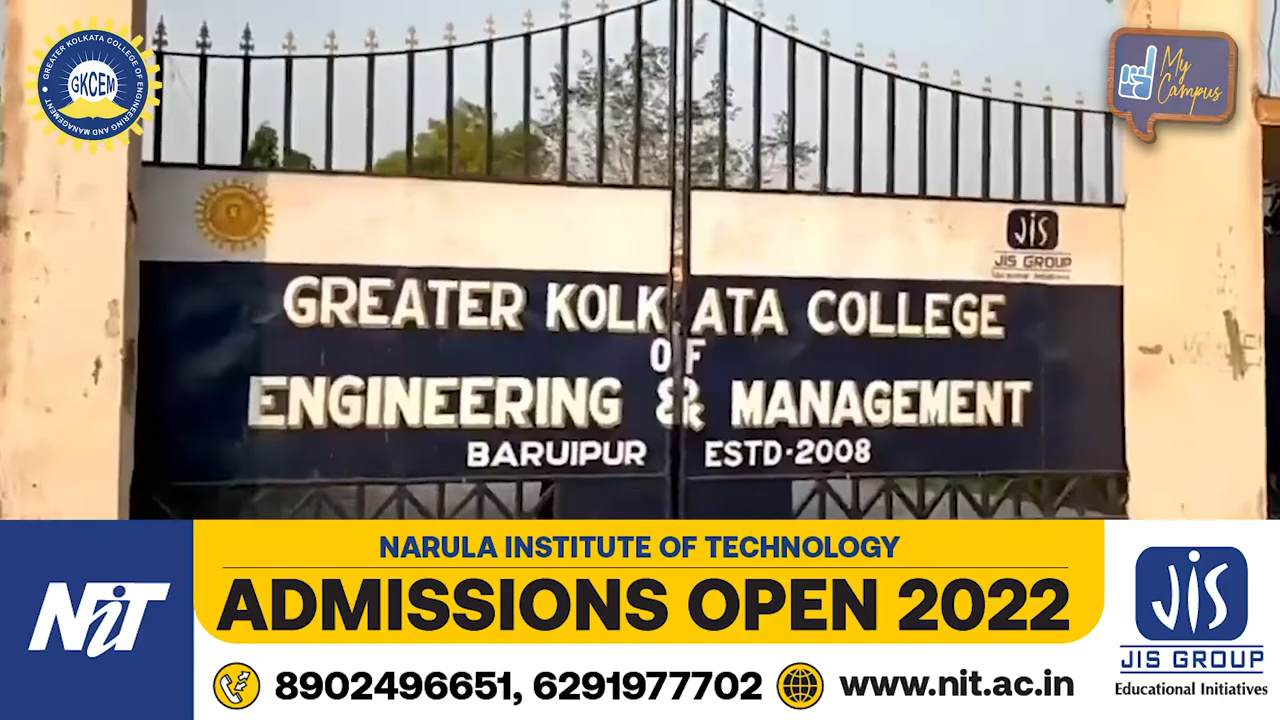 GREATER KOLKATA COLLEGE OF ENGINEERING AND MANAGEMENT
GKCEM
My
Campus
JIS
JIS GROUP
GREATER KOLKATA COLLEGE
OF
ENGINEERING & MANAGEMENT
BARUIPUR ESTD-2008
NARULA INSTITUTE OF TECHNOLOGY
ADMISSIONS OPEN 2022
NiT
8902496651, 6291977702 www.nit.ac.in
JIS
JIS GROUP
Educational Initiatives